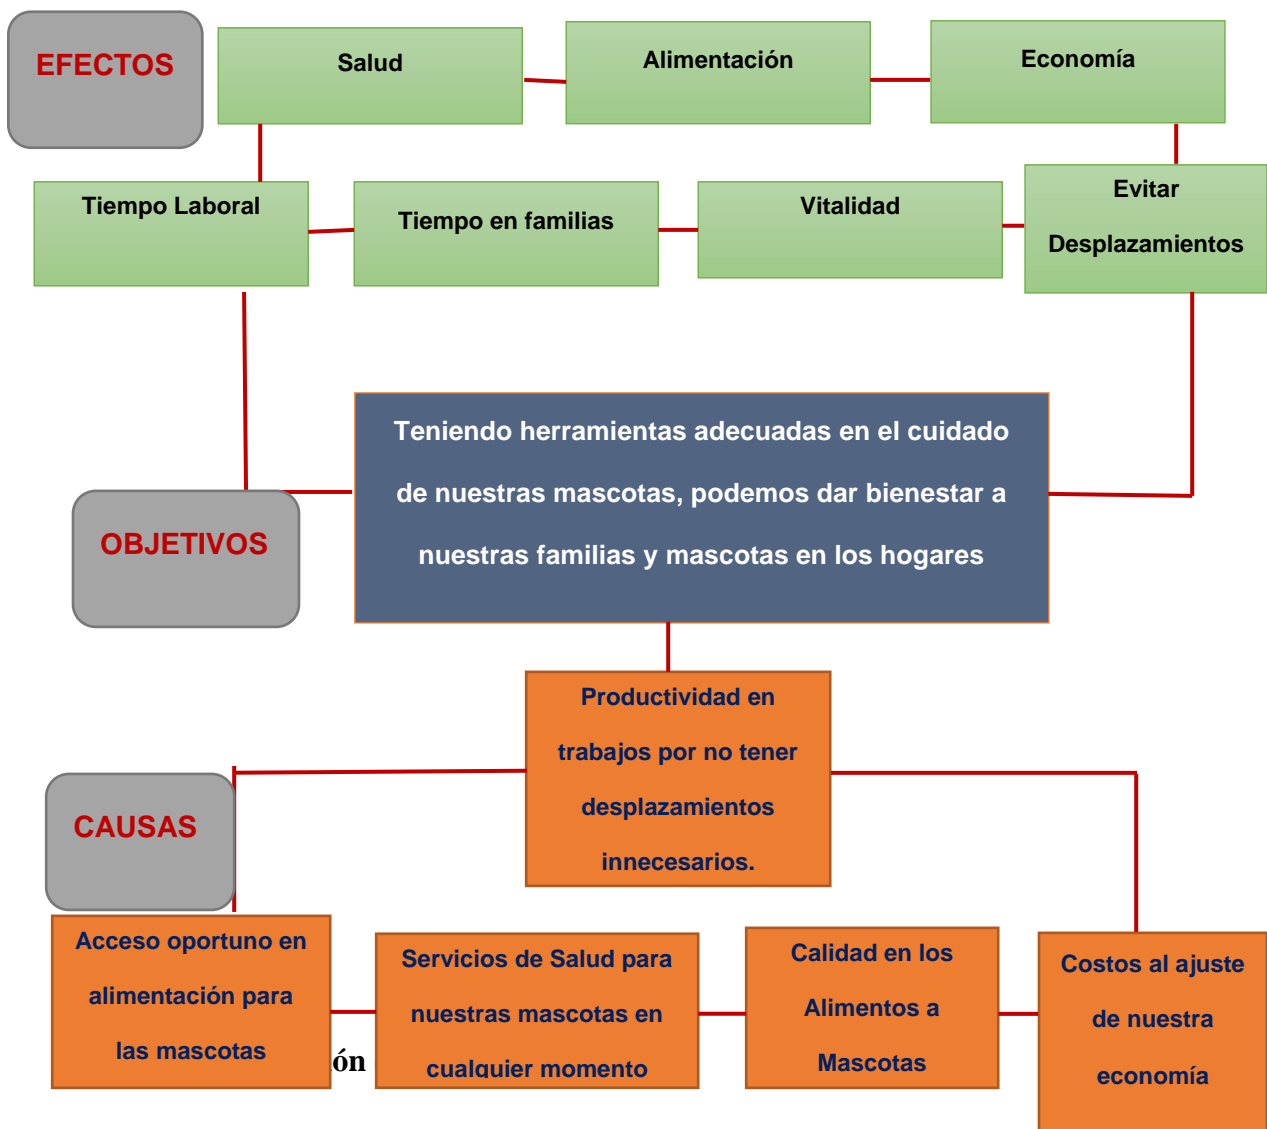 EFECTOS
Salud
Alimentación
Economía
Tiempo Laboral
Tiempo en familias
Vitalidad
Evitar
Desplazamientos
Teniendo herramientas adecuadas en el cuidado
de nuestras mascotas, podemos dar bienestar a
nuestras familias y mascotas en los hogares
OBJETIVOS
Productividad en
trabajos por no tener
desplazamientos
innecesarios.
CAUSAS
Acceso oportuno en
alimentación para
las mascotas
Servicios de Salud para
nuestras mascotas en
cualquier momento
Calidad en los
Alimentos a
Mascotas
Costos al ajuste
de nuestra
economía
ón